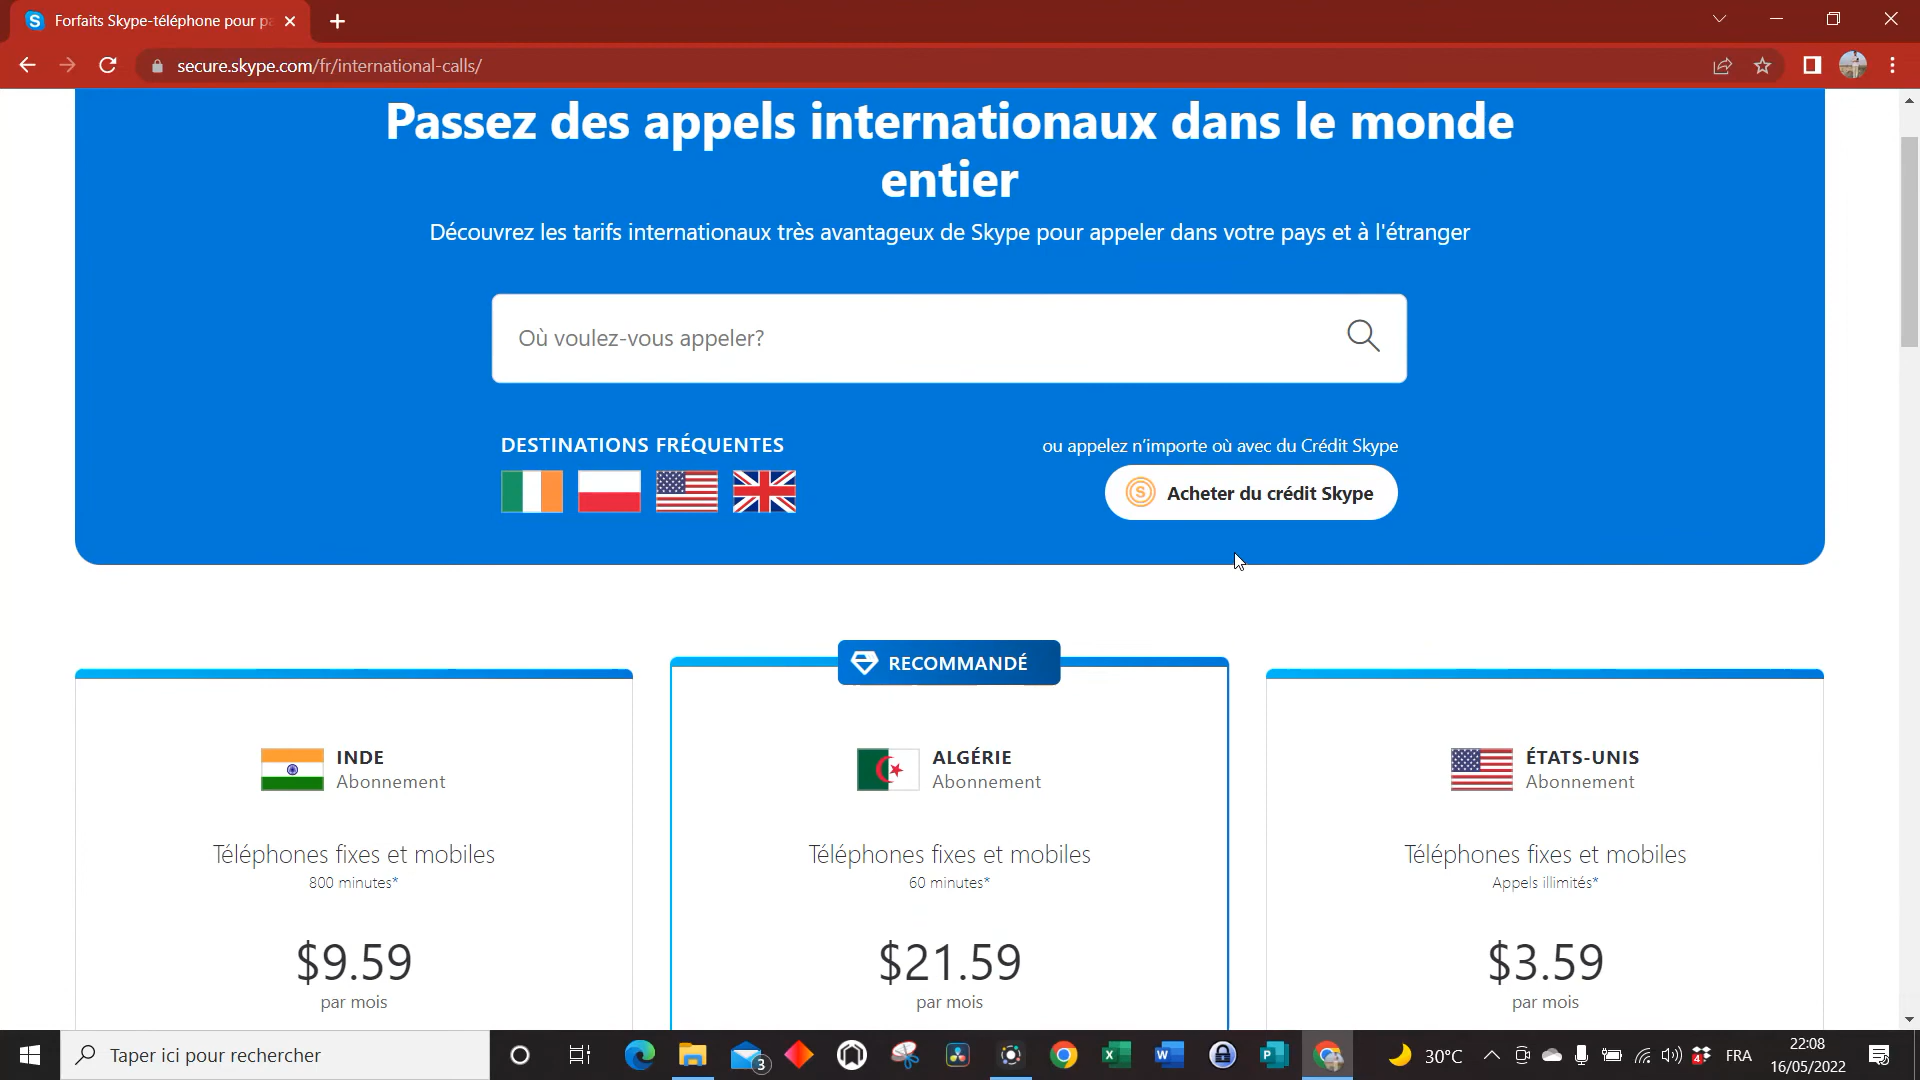 Forfaits Skype-téléphone pour pa
secure.skype.com/fr/international-calls/
Passez des appels internationaux dans le monde
entier
Découvrez les tarifs internationaux très avantageux de Skype pour appeler dans votre pays et à l'étranger
Où voulez-vous appeler?
DESTINATIONS FRÉQUENTES
ou appelez n’importe où avec du Crédit Skype
Acheter du crédit Skype
RECOMMANDÉ
INDE
Abonnement
Téléphones fixes et mobiles
800 minutes*
$9.59
par mois
ALGÉRIE
Abonnement
Téléphones fixes et mobiles
60 minutes*
$21.59
par mois
ÉTATS-UNIS
Abonnement
Téléphones fixes et mobiles
Appels illimités*
$3.59
par mois
Taper ici pour rechercher
3
30°C
4
FRA
22:08
16/05/2022